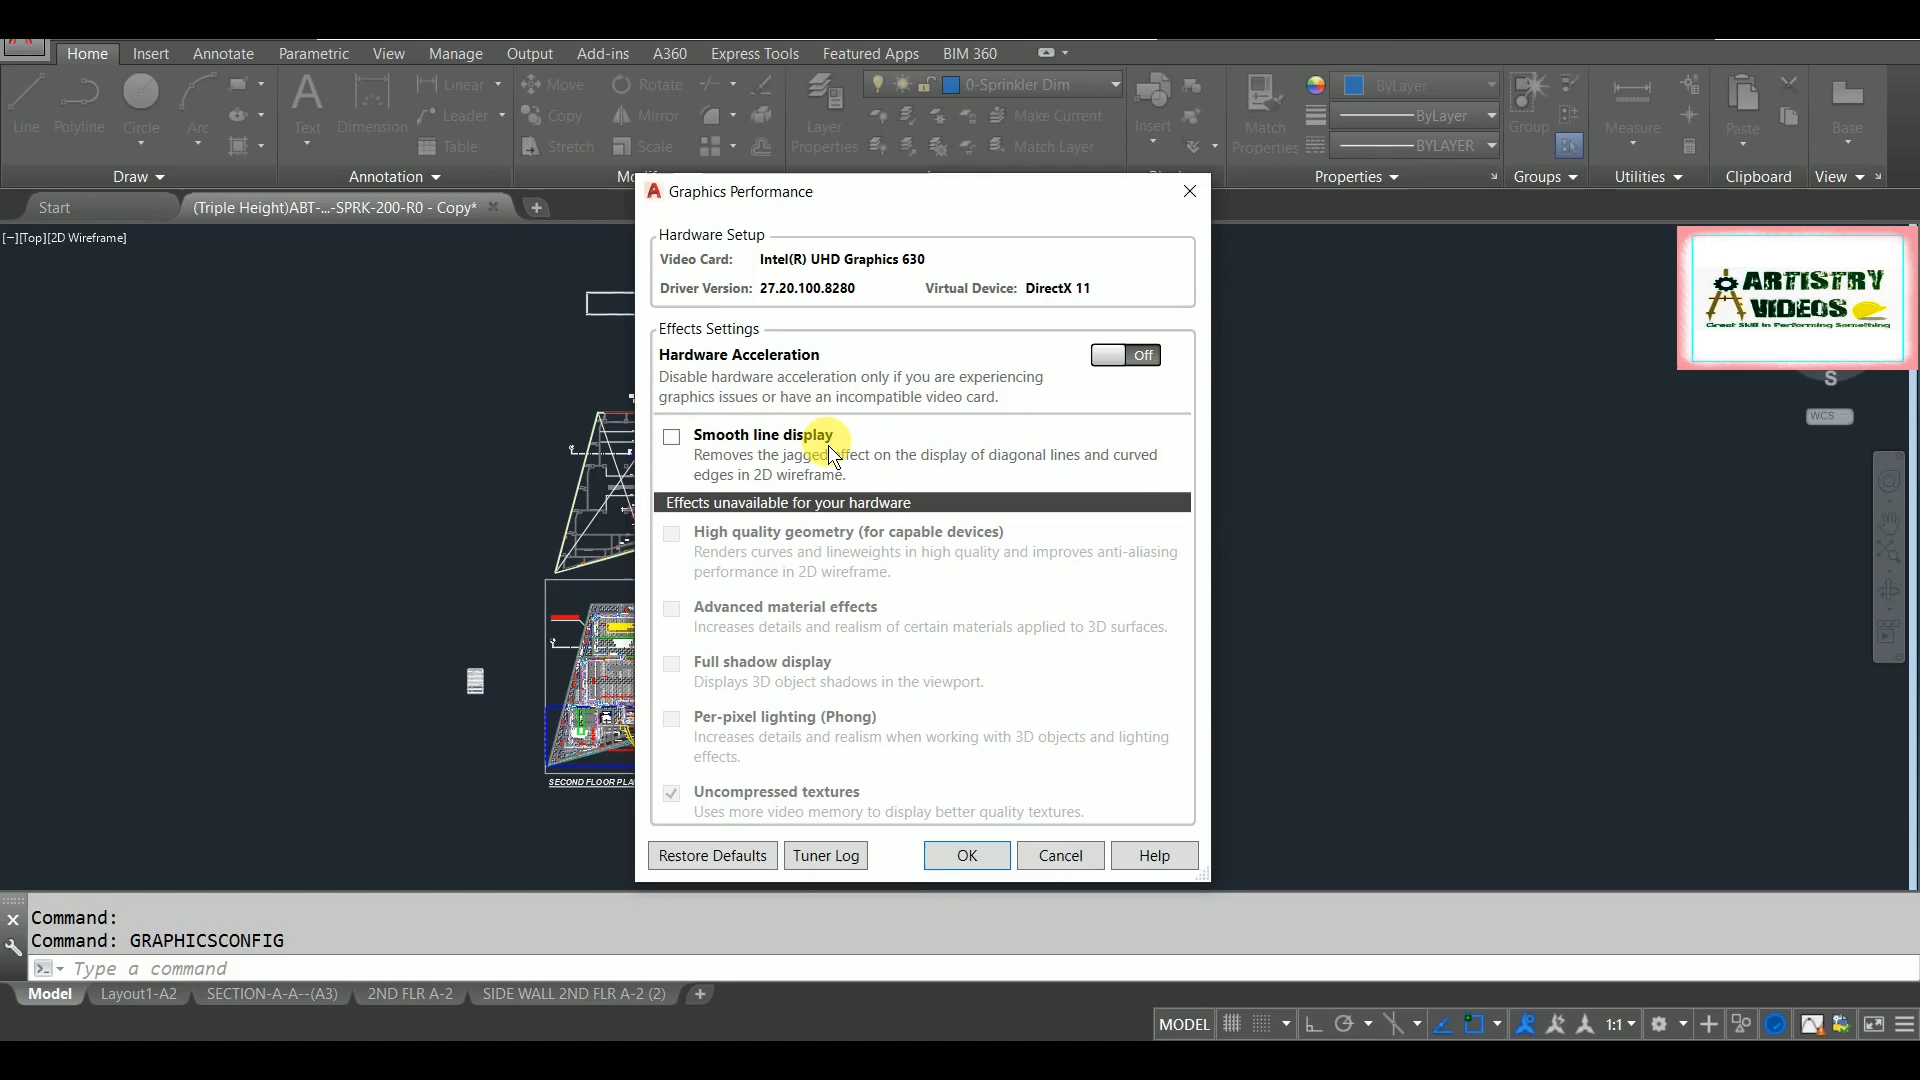 Home Insert Annotate Parametric View Manage Output Add-ins A360 Express Tools Featured Apps BIM 360
Linear Move Rotate 0-Sprinkler Dim ByLayer
Line Polyline Circle Arc Text Dimension Leader Copy Mirror Layer Properties Make Current Insert Match Properties ByLayer Group Measure Paste Base
Table Stretch Scale Match Layer BYLAYER
Draw Annotation Properties Groups Utilities Clipboard View
Start (Triple Height)ABT-...-SPRK-200-R0 - Copy*
[−][Top][2D Wireframe]
Graphics Performance
Hardware Setup
Video Card: Intel(R) UHD Graphics 630
Driver Version: 27.20.100.8280 Virtual Device: DirectX 11
Effects Settings
Hardware Acceleration Off
Disable hardware acceleration only if you are experiencing
graphics issues or have an incompatible video card.
Smooth line display
Removes the jagged effect on the display of diagonal lines and curved
edges in 2D wireframe.
Effects unavailable for your hardware
High quality geometry (for capable devices)
Renders curves and lineweights in high quality and improves anti-aliasing
performance in 2D wireframe.
Advanced material effects
Increases details and realism of certain materials applied to 3D surfaces.
Full shadow display
Displays 3D object shadows in the viewport.
Per-pixel lighting (Phong)
Increases details and realism when working with 3D objects and lighting
effects.
Uncompressed textures
Uses more video memory to display better quality textures.
Restore Defaults Tuner Log OK Cancel Help
ARTISTRY
VIDEOS
Great Skill in Performing Something
S
WCS
SECOND FLOOR
Command:
Command: GRAPHICSCONFIG
Type a command
Model Layout1-A2 SECTION-A-A--(A3) 2ND FLR A-2 SIDE WALL 2ND FLR A-2 (2)
MODEL 1:1